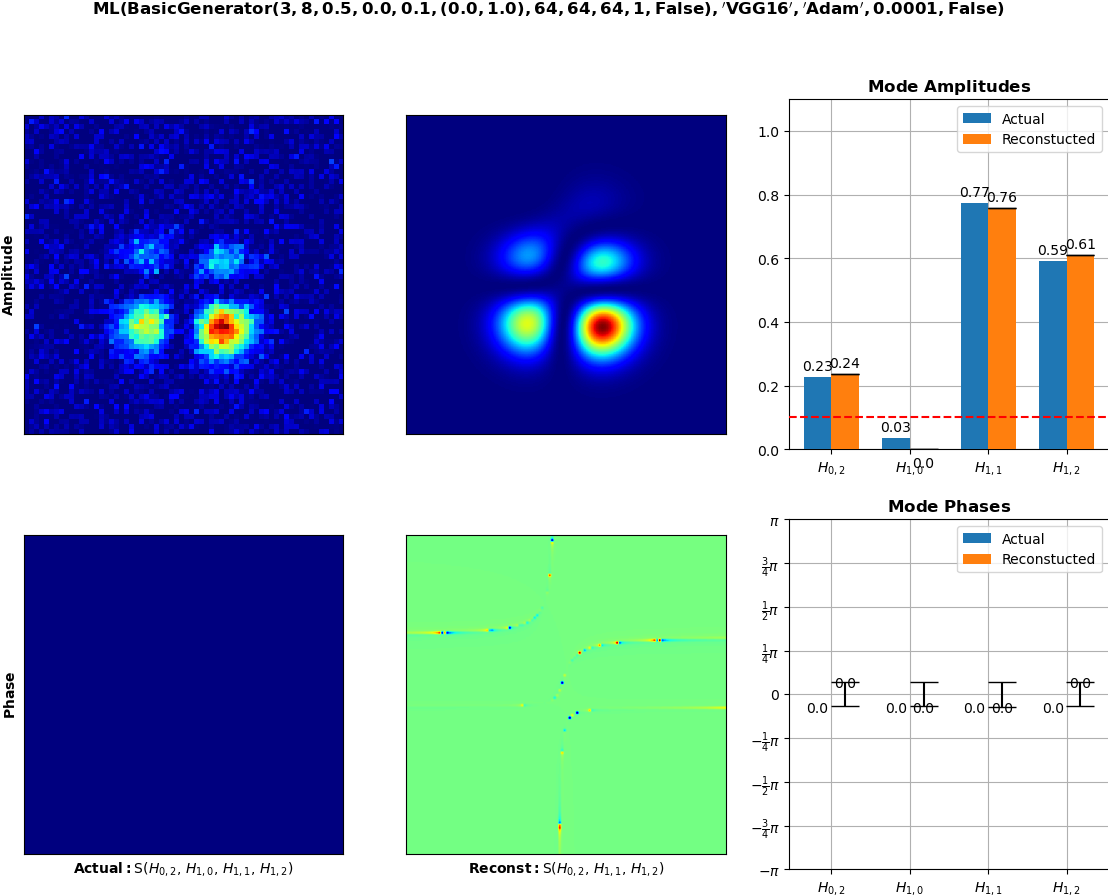 ML(BasicGenerator(3, 8, 0.5, 0.0, 0.1, (0.0, 1.0), 64, 64, 64, 1, False), ′VGG16′, ′Adam′, 0.0001, False)
Mode Amplitudes
Amplitude
1.0
0.8
0.6
0.4
0.2
0.0
Actual
Reconstucted
0.23
0.24
0.03
0.0
0.77
0.76
0.59
0.61
H0, 2
H1, 0
H1, 1
H1, 2
Mode Phases
Phase
π
3/4π
1/2π
1/4π
0
−1/4π
−1/2π
−3/4π
−π
Actual
Reconstucted
0.0
0.0
0.0
0.0
0.0
0.0
0.0
0.0
H0, 2
H1, 0
H1, 1
H1, 2
Actual: S(H0, 2, H1, 0, H1, 1, H1, 2)
Reconst: S(H0, 2, H1, 1, H1, 2)